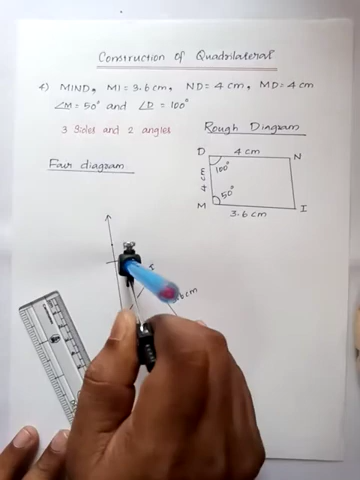 Construction of Quadrilateral
4) MIND, MI = 3.6 cm, ND = 4 cm, MD = 4 cm
∠M = 50° and ∠D = 100°
3 Sides and 2 angles
Rough Diagram
Fair diagram
D 4 cm N
100°
4 cm
50°
M I
3.6 cm